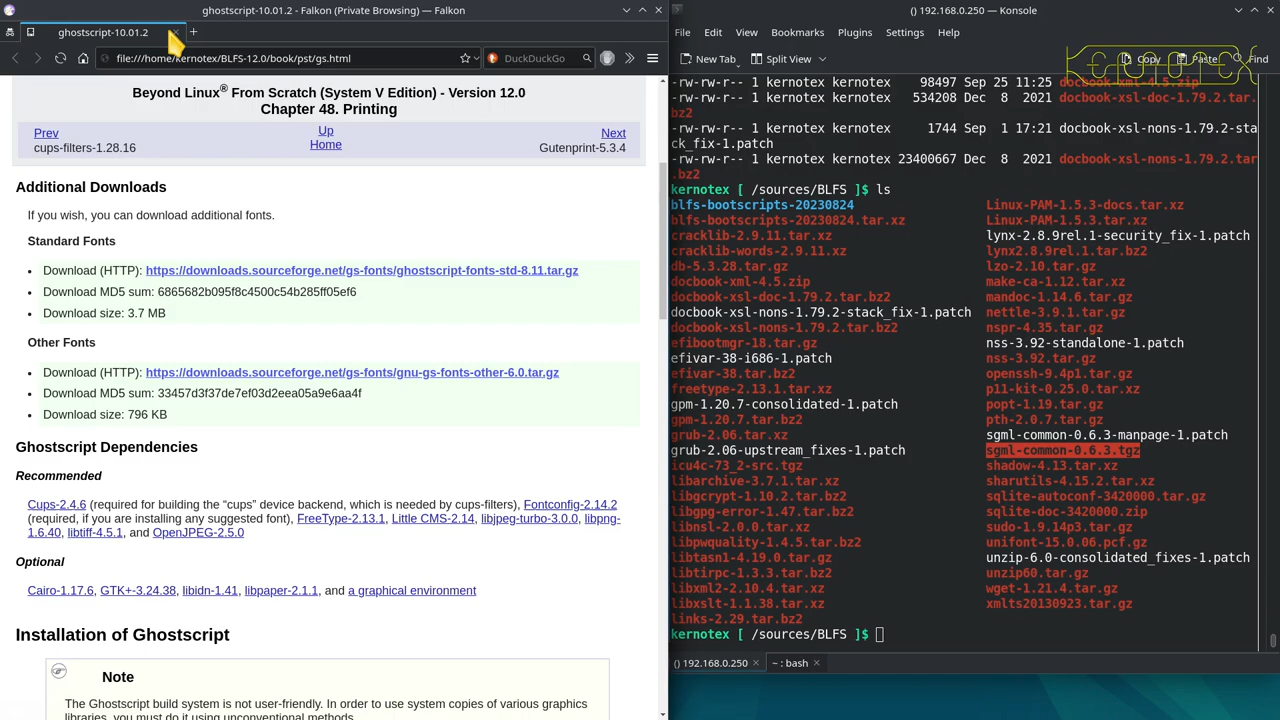 ghostscript-10.01.2 - Falkon (Private Browsing) — Falkon
ghostscript-10.01.2
file:///home/kernotex/BLFS-12.0/book/pst/gs.html
DuckDuckGo
Beyond Linux® From Scratch (System V Edition) - Version 12.0
Chapter 48. Printing
Prev Up Next
cups-filters-1.28.16 Home Gutenprint-5.3.4
Additional Downloads
If you wish, you can download additional fonts.
Standard Fonts
• Download (HTTP): https://downloads.sourceforge.net/gs-fonts/ghostscript-fonts-std-8.11.tar.gz
• Download MD5 sum: 6865682b095f8c4500c54b285ff05ef6
• Download size: 3.7 MB
Other Fonts
• Download (HTTP): https://downloads.sourceforge.net/gs-fonts/gnu-gs-fonts-other-6.0.tar.gz
• Download MD5 sum: 33457d3f37de7ef03d2eea05a9e6aa4f
• Download size: 796 KB
Ghostscript Dependencies
Recommended
Cups-2.4.6 (required for building the “cups” device backend, which is needed by cups-filters), Fontconfig-2.14.2
(required, if you are installing any suggested font), FreeType-2.13.1, Little CMS-2.14, libjpeg-turbo-3.0.0, libpng-
1.6.40, libtiff-4.5.1, and OpenJPEG-2.5.0
Optional
Cairo-1.17.6, GTK+-3.24.38, libidn-1.41, libpaper-2.1.1, and a graphical environment
Installation of Ghostscript
Note
The Ghostscript build system is not user-friendly. In order to use system copies of various graphics
libraries, you must do it using unconventional methods.
() 192.168.0.250 — Konsole
File Edit View Bookmarks Plugins Settings Help
New Tab Split View Copy Paste Find
Kernotex
-rw-rw-r-- 1 kernotex kernotex 98497 Sep 25 11:25 docbook-xml-4.5.zip
-rw-rw-r-- 1 kernotex kernotex 534208 Dec 8 2021 docbook-xsl-doc-1.79.2.tar.
bz2
-rw-rw-r-- 1 kernotex kernotex 1744 Sep 1 17:21 docbook-xsl-nons-1.79.2-sta
ck_fix-1.patch
-rw-rw-r-- 1 kernotex kernotex 23400667 Dec 8 2021 docbook-xsl-nons-1.79.2.tar
.bz2
kernotex [ /sources/BLFS ]$ ls
blfs-bootscripts-20230824 Linux-PAM-1.5.3-docs.tar.xz
blfs-bootscripts-20230824.tar.xz Linux-PAM-1.5.3.tar.xz
cracklib-2.9.11.tar.xz lynx-2.8.9rel.1-security_fix-1.patch
cracklib-words-2.9.11.xz lynx2.8.9rel.1.tar.bz2
db-5.3.28.tar.gz lzo-2.10.tar.gz
docbook-xml-4.5.zip make-ca-1.12.tar.xz
docbook-xsl-doc-1.79.2.tar.bz2 mandoc-1.14.6.tar.gz
docbook-xsl-nons-1.79.2-stack_fix-1.patch nettle-3.9.1.tar.gz
docbook-xsl-nons-1.79.2.tar.bz2 nspr-4.35.tar.gz
efibootmgr-18.tar.gz nss-3.92-standalone-1.patch
efivar-38-i686-1.patch nss-3.92.tar.gz
efivar-38.tar.bz2 openssh-9.4p1.tar.gz
freetype-2.13.1.tar.xz p11-kit-0.25.0.tar.xz
gpm-1.20.7-consolidated-1.patch popt-1.19.tar.gz
gpm-1.20.7.tar.bz2 pth-2.0.7.tar.gz
grub-2.06.tar.xz sgml-common-0.6.3-manpage-1.patch
grub-2.06-upstream_fixes-1.patch sgml-common-0.6.3.tgz
icu4c-73_2-src.tgz shadow-4.13.tar.xz
libarchive-3.7.1.tar.xz sharutils-4.15.2.tar.xz
libgcrypt-1.10.2.tar.bz2 sqlite-autoconf-3420000.tar.gz
libgpg-error-1.47.tar.bz2 sqlite-doc-3420000.zip
libnsl-2.0.0.tar.xz sudo-1.9.14p3.tar.gz
libpwquality-1.4.5.tar.bz2 unifont-15.0.06.pcf.gz
libtasn1-4.19.0.tar.gz unzip-6.0-consolidated_fixes-1.patch
libtirpc-1.3.3.tar.bz2 unzip60.tar.gz
libxml2-2.10.4.tar.xz wget-1.21.4.tar.gz
libxslt-1.1.38.tar.xz xmlts20130923.tar.gz
links-2.29.tar.bz2
kernotex [ /sources/BLFS ]$
() 192.168.0.250 ~ : bash